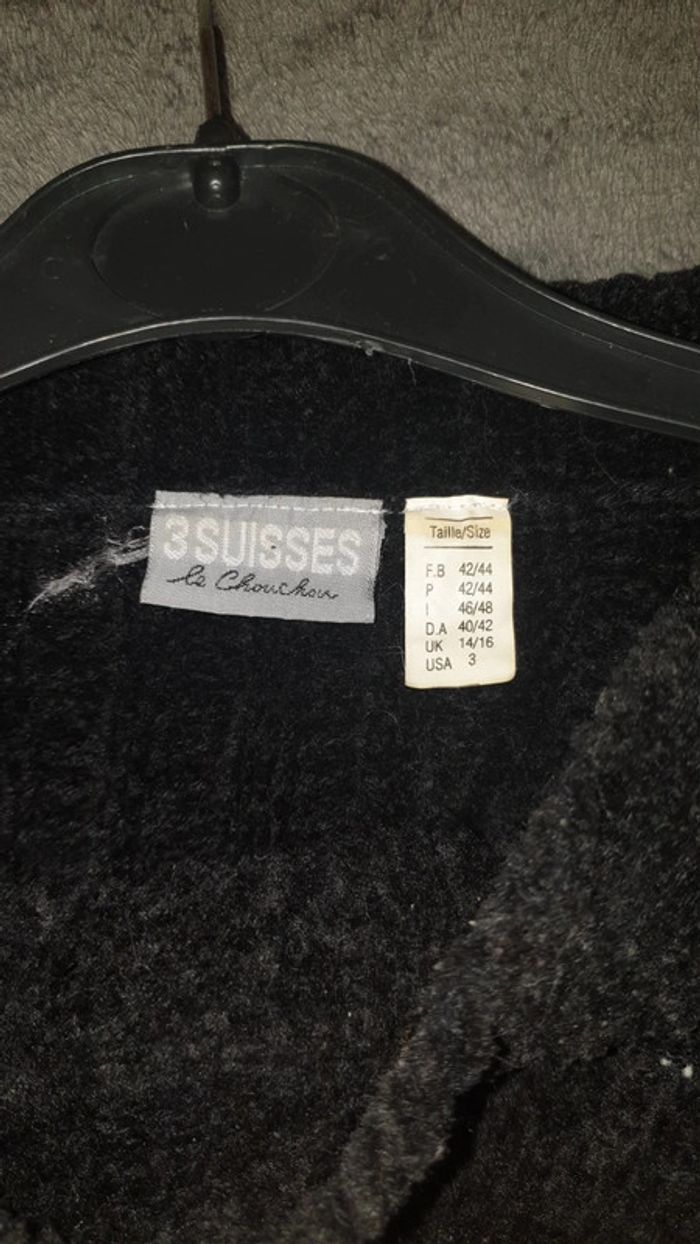 3 SUISSES
le Chouchou
Taille/Size
F.B 42/44
P 42/44
I 46/48
D.A 40/42
UK 14/16
USA 3